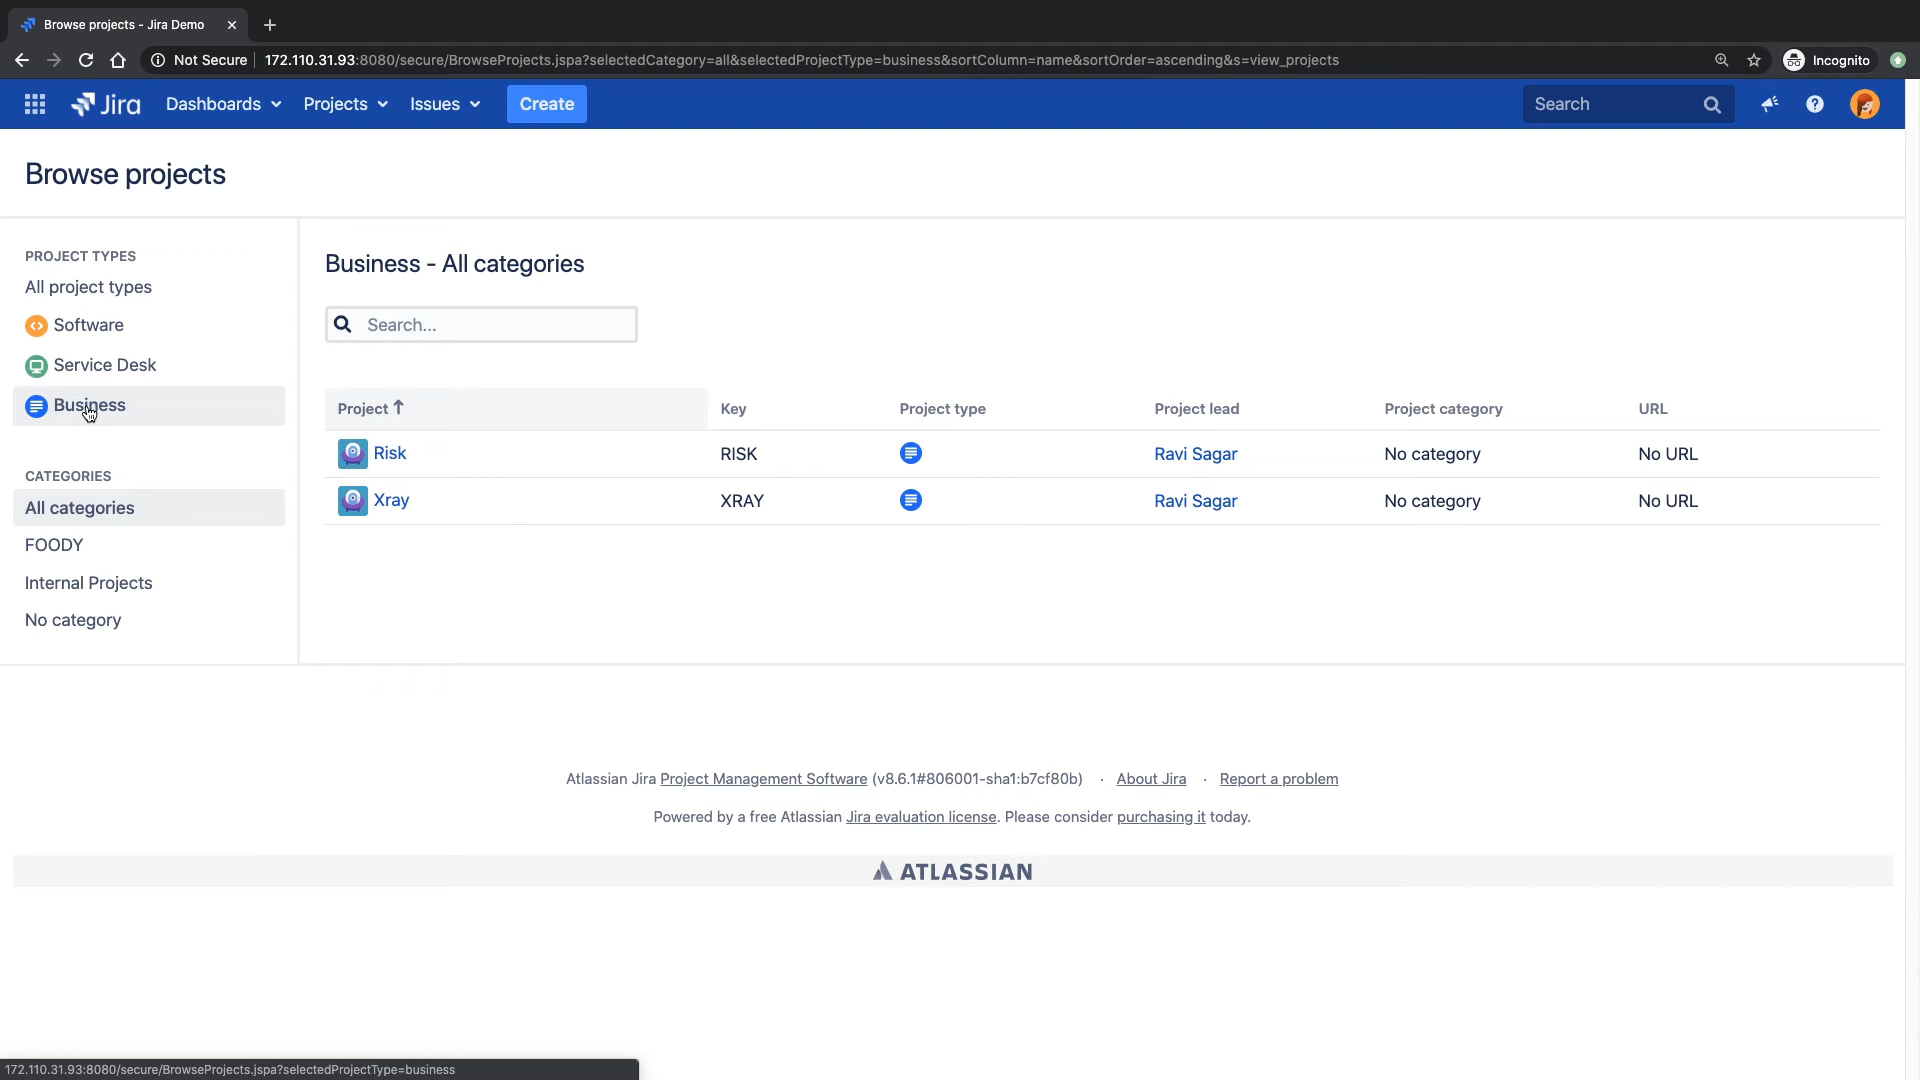 Browse projects - Jira Demo
Not Secure 172.110.31.93:8080/secure/BrowseProjects.jspa?selectedCategory=all&selectedProjectType=business&sortColumn=name&sortOrder=ascending&s=view_projects Incognito
Jira Dashboards Projects Issues Create Search
Browse projects
PROJECT TYPES
All project types
Software
Service Desk
Business
CATEGORIES
All categories
FOODY
Internal Projects
No category
Business - All categories
Search...
Project Key Project type Project lead Project category URL
Risk RISK Ravi Sagar No category No URL
Xray XRAY Ravi Sagar No category No URL
Atlassian Jira Project Management Software (v8.6.1#806001-sha1:b7cf80b) · About Jira · Report a problem
Powered by a free Atlassian Jira evaluation license. Please consider purchasing it today.
ATLASSIAN
172.110.31.93:8080/secure/BrowseProjects.jspa?selectedProjectType=business